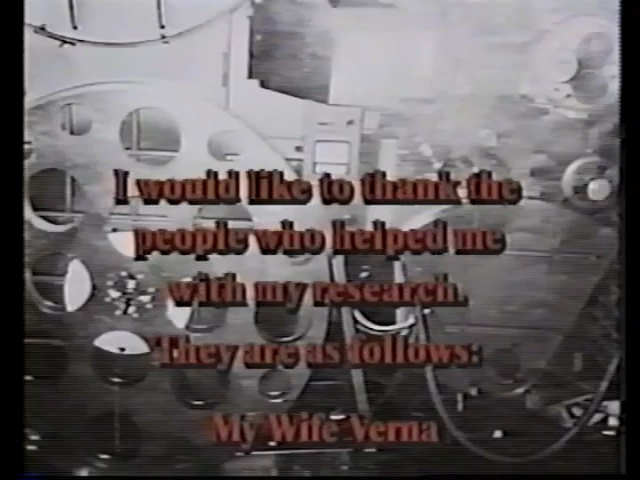 I would like to thank the
people who helped me
with my research.
They are as follows:
My Wife Verna